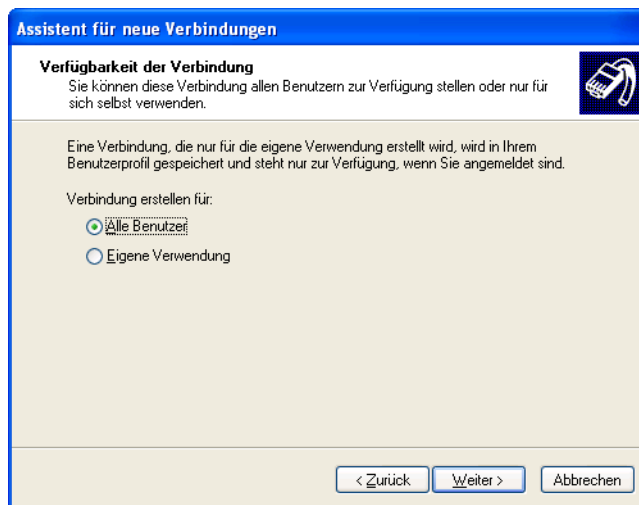 Assistent für neue Verbindungen
Verfügbarkeit der Verbindung
Sie können diese Verbindung allen Benutzern zur Verfügung stellen oder nur für
sich selbst verwenden.
Eine Verbindung, die nur für die eigene Verwendung erstellt wird, wird in Ihrem
Benutzerprofil gespeichert und steht nur zur Verfügung, wenn Sie angemeldet sind.
Verbindung erstellen für:
Alle Benutzer
Eigene Verwendung
< Zurück Weiter > Abbrechen